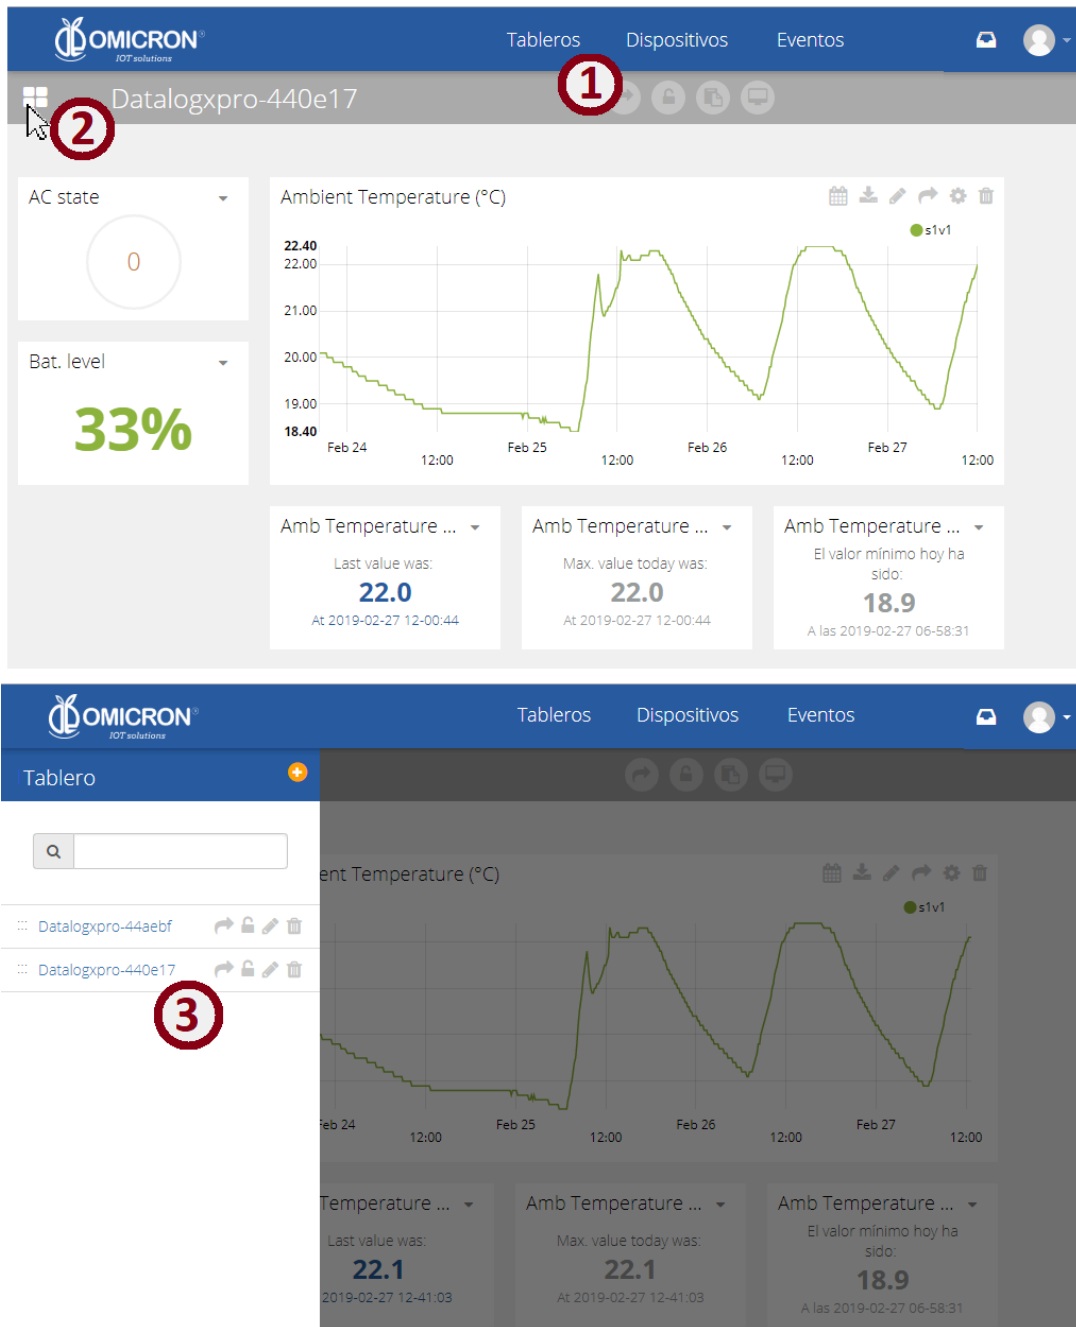 OMICRON®
IOT solutions
Tableros Dispositivos Eventos
1
Datalogxpro-440e17
2
AC state
0
Bat. level
33%
Ambient Temperature (°C)
s1v1
22.40
22.00
21.00
20.00
19.00
18.40
Feb 24 12:00 Feb 25 12:00 Feb 26 12:00 Feb 27 12:00
Amb Temperature ...
Last value was:
22.0
At 2019-02-27 12-00:44
Amb Temperature ...
Max. value today was:
22.0
At 2019-02-27 12-00:44
Amb Temperature ...
El valor mínimo hoy ha
sido:
18.9
A las 2019-02-27 06-58:31
OMICRON®
IOT solutions
Tableros Dispositivos Eventos
Tablero
Datalogxpro-44aebf
Datalogxpro-440e17
3
ent Temperature (°C)
s1v1
Feb 24 12:00 Feb 25 12:00 Feb 26 12:00 Feb 27 12:00
Temperature ...
Last value was:
22.1
2019-02-27 12-41:03
Amb Temperature ...
Max. value today was:
22.1
At 2019-02-27 12-41:03
Amb Temperature ...
El valor mínimo hoy ha
sido:
18.9
A las 2019-02-27 06-58:31